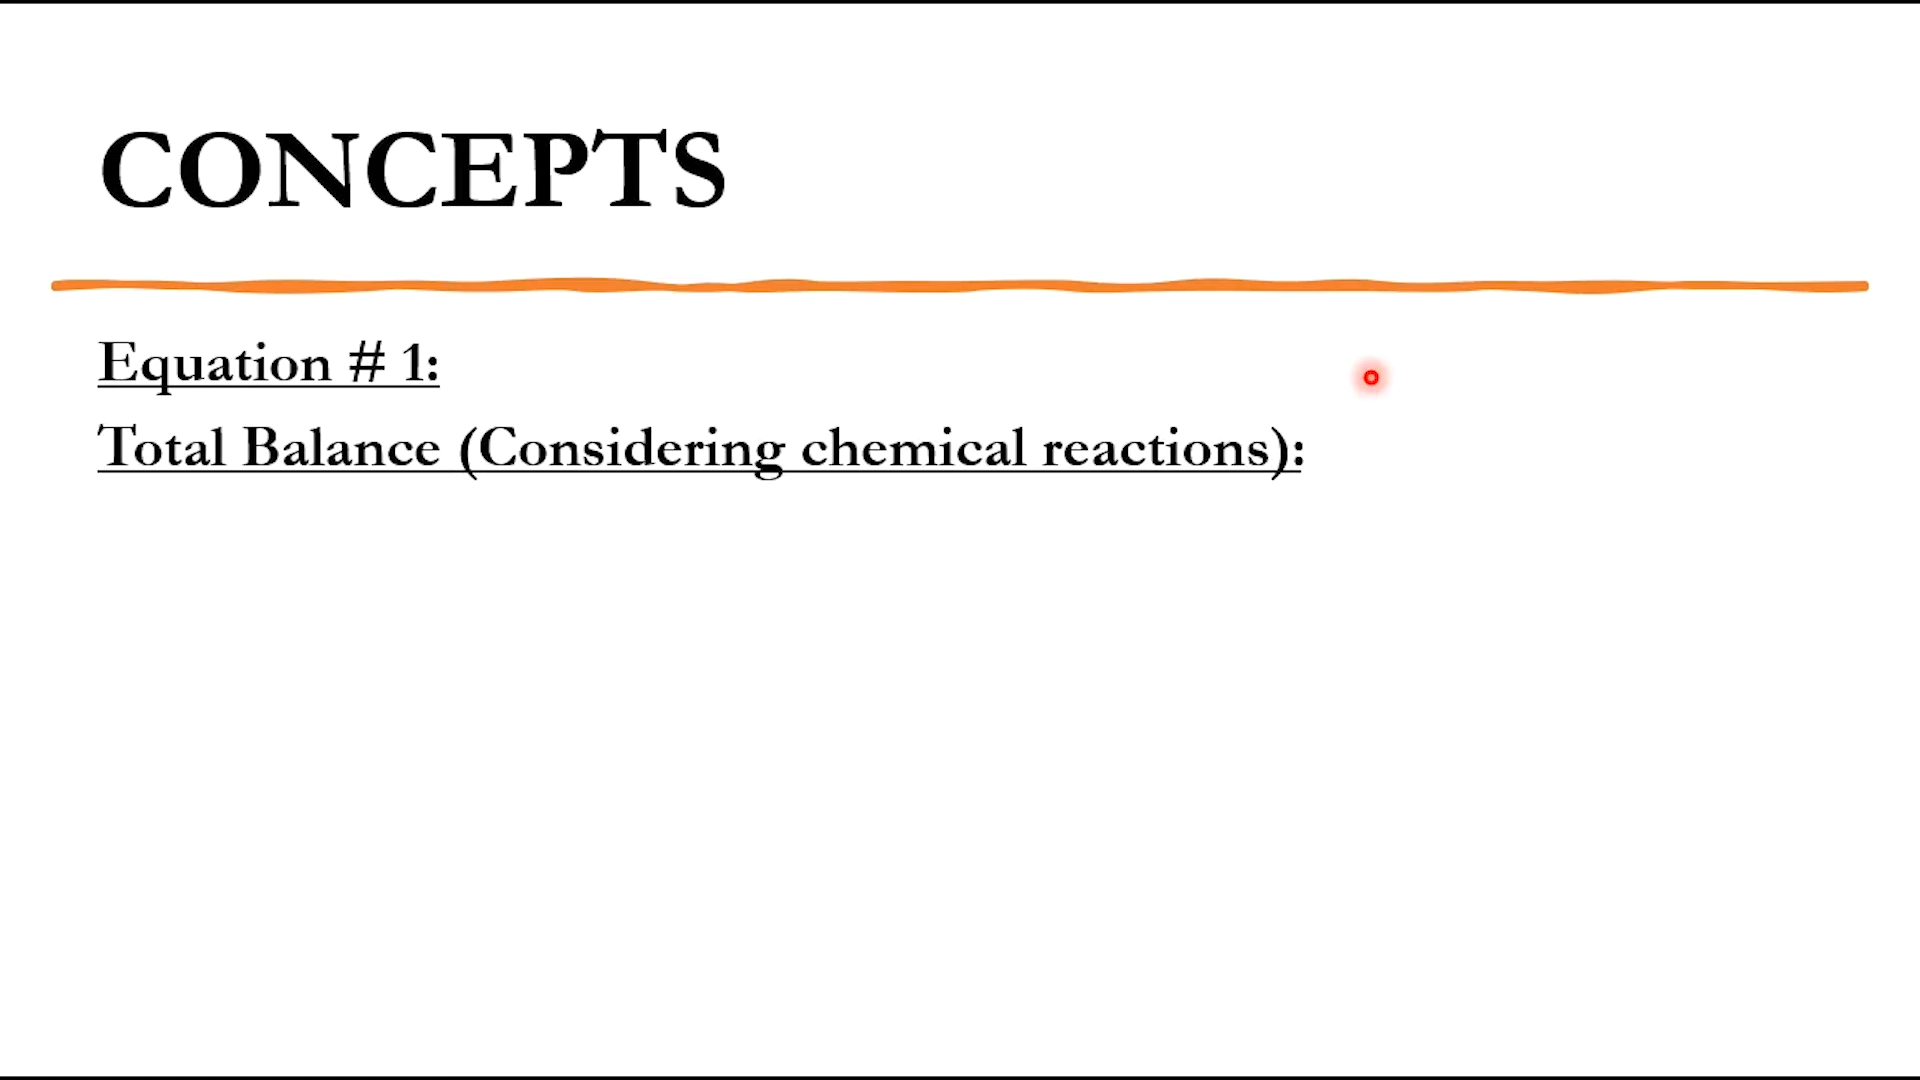 CONCEPTS
Equation # 1:
Total Balance (Considering chemical reactions):